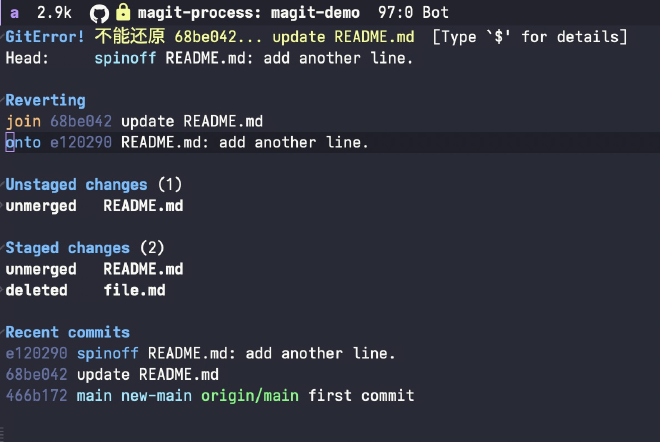 a 2.9k magit-process: magit-demo 97:0 Bot
GitError! 不能还原 68be042... update README.md [Type `$' for details]
Head: spinoff README.md: add another line.
Reverting
join 68be042 update README.md
onto e120290 README.md: add another line.
Unstaged changes (1)
unmerged README.md
Staged changes (2)
unmerged README.md
deleted file.md
Recent commits
e120290 spinoff README.md: add another line.
68be042 update README.md
466b172 main new-main origin/main first commit